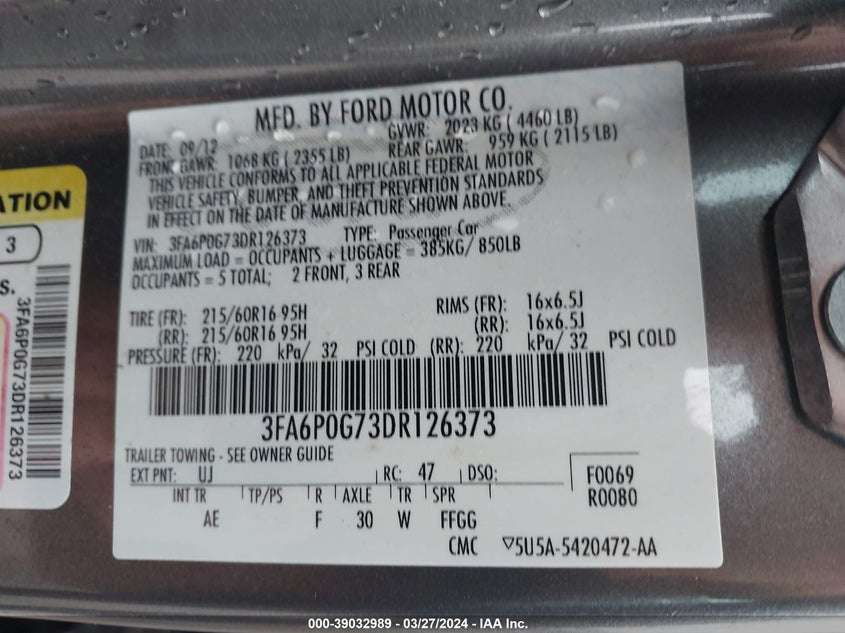 MFD. BY FORD MOTOR CO.
DATE: 09/12 GVWR: 2023 KG ( 4460 LB)
FRONT GAWR: 1068 KG ( 2355 LB) REAR GAWR: 959 KG ( 2115 LB)
THIS VEHICLE CONFORMS TO ALL APPLICABLE FEDERAL MOTOR
VEHICLE SAFETY, BUMPER, AND THEFT PREVENTION STANDARDS
IN EFFECT ON THE DATE OF MANUFACTURE SHOWN ABOVE.
VIN: 3FA6P0G73DR126373 TYPE: Passenger Car
MAXIMUM LOAD = OCCUPANTS + LUGGAGE = 385KG/ 850LB
OCCUPANTS = 5 TOTAL; 2 FRONT, 3 REAR
TIRE (FR): 215/60R16 95H RIMS (FR): 16x6.5J
(RR): 215/60R16 95H (RR): 16x6.5J
PRESSURE (FR): 220 kPa/ 32 PSI COLD (RR): 220 kPa/ 32 PSI COLD
3FA6P0G73DR126373
TRAILER TOWING - SEE OWNER GUIDE
EXT PNT: UJ RC: 47 DSO: F0069
INT TR TP/PS R AXLE TR SPR R0080
AE F 30 W FFGG
CMC ▽5U5A-5420472-AA
ATION
3
S.
3FA6P0G73DR126373
000-39032989 - 03/27/2024 - IAA Inc.